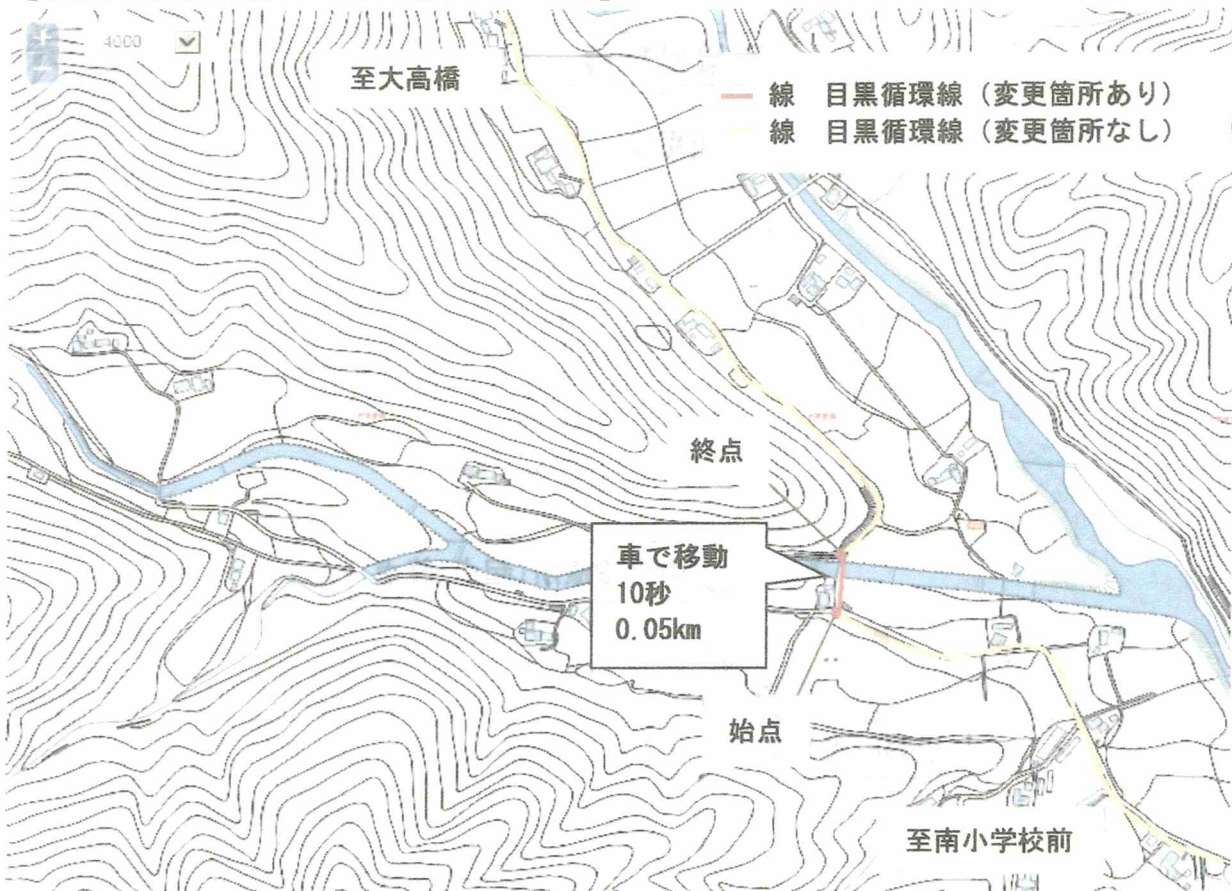 4000
至大高橋
線　目黒循環線（変更箇所あり）
線　目黒循環線（変更箇所なし）
終点
車で移動
10秒
0.05km
始点
至南小学校前